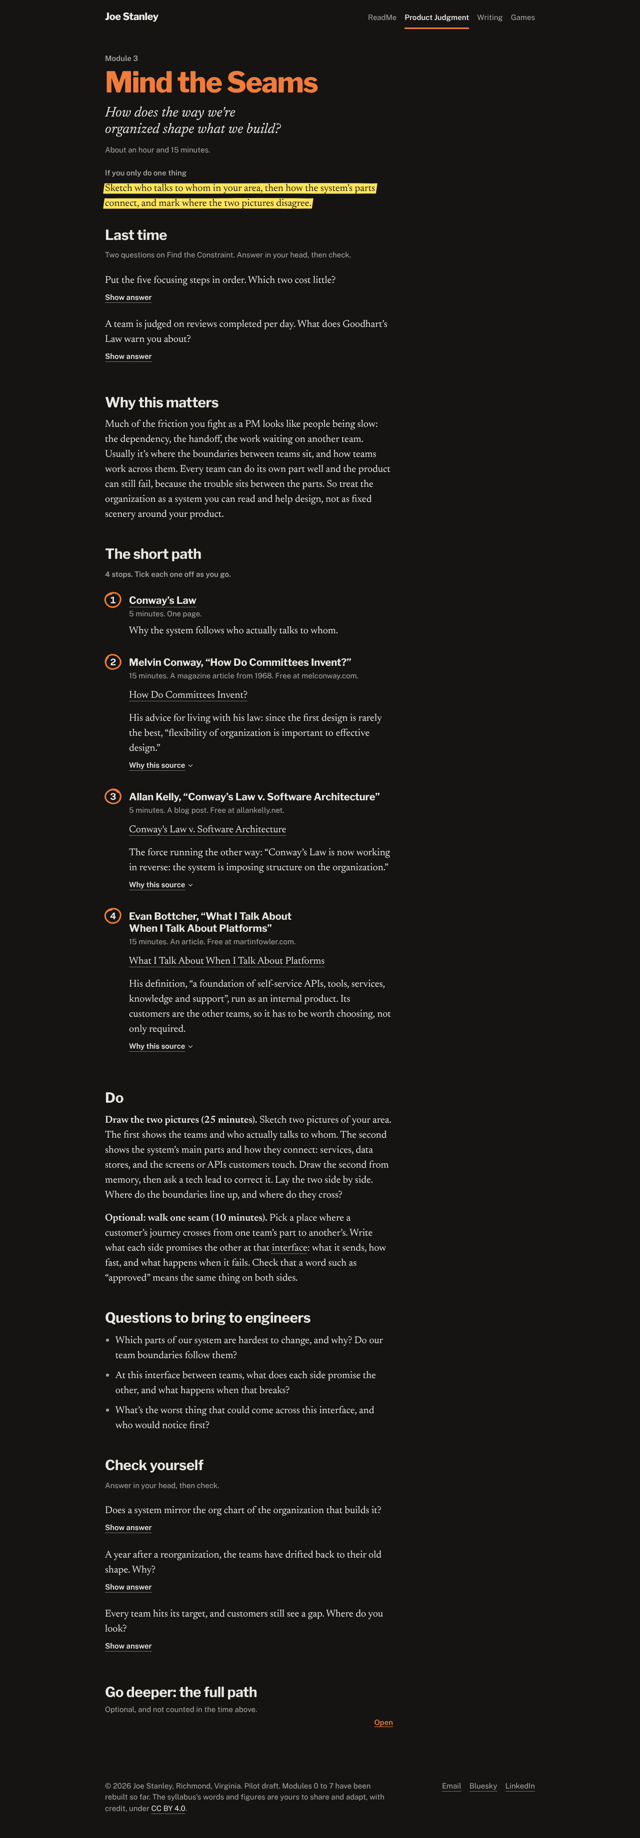 Joe Stanley
ReadMe Product Judgment Writing Games
Module 3
Mind the Seams
How does the way we're
organized shape what we build?
About an hour and 15 minutes.
If you only do one thing
Sketch who talks to whom in your area, then how the system's parts
connect, and mark where the two pictures disagree.
Last time
Two questions on Find the Constraint. Answer in your head, then check.
Put the five focusing steps in order. Which two cost little?
Show answer
A team is judged on reviews completed per day. What does Goodhart's
Law warn you about?
Show answer
Why this matters
Much of the friction you fight as a PM looks like people being slow:
the dependency, the handoff, the work waiting on another team.
Usually it's where the boundaries between teams sit, and how teams
work across them. Every team can do its own part well and the product
can still fail, because the trouble sits between the parts. So treat the
organization as a system you can read and help design, not as fixed
scenery around your product.
The short path
4 stops. Tick each one off as you go.
1 Conway's Law
5 minutes. One page.
Why the system follows who actually talks to whom.
2 Melvin Conway, “How Do Committees Invent?”
15 minutes. A magazine article from 1968. Free at melconway.com.
How Do Committees Invent?
His advice for living with his law: since the first design is rarely
the best, “flexibility of organization is important to effective
design.”
Why this source
3 Allan Kelly, “Conway's Law v. Software Architecture”
5 minutes. A blog post. Free at allankelly.net.
Conway's Law v. Software Architecture
The force running the other way: “Conway's Law is now working
in reverse: the system is imposing structure on the organization.”
Why this source
4 Evan Bottcher, “What I Talk About
When I Talk About Platforms”
15 minutes. An article. Free at martinfowler.com.
What I Talk About When I Talk About Platforms
His definition, “a foundation of self-service APIs, tools, services,
knowledge and support”, run as an internal product. Its
customers are the other teams, so it has to be worth choosing, not
only required.
Why this source
Do
Draw the two pictures (25 minutes). Sketch two pictures of your area.
The first shows the teams and who actually talks to whom. The second
shows the system's main parts and how they connect: services, data
stores, and the screens or APIs customers touch. Draw the second from
memory, then ask a tech lead to correct it. Lay the two side by side.
Where do the boundaries line up, and where do they cross?
Optional: walk one seam (10 minutes). Pick a place where a
customer's journey crosses from one team's part to another's. Write
what each side promises the other at that interface: what it sends, how
fast, and what happens when it fails. Check that a word such as
“approved” means the same thing on both sides.
Questions to bring to engineers
• Which parts of our system are hardest to change, and why? Do our
team boundaries follow them?
• At this interface between teams, what does each side promise the
other, and what happens when that breaks?
• What's the worst thing that could come across this interface, and
who would notice first?
Check yourself
Answer in your head, then check.
Does a system mirror the org chart of the organization that builds it?
Show answer
A year after a reorganization, the teams have drifted back to their old
shape. Why?
Show answer
Every team hits its target, and customers still see a gap. Where do you
look?
Show answer
Go deeper: the full path
Optional, and not counted in the time above.
Open
© 2026 Joe Stanley, Richmond, Virginia. Pilot draft. Modules 0 to 7 have been
rebuilt so far. The syllabus's words and figures are yours to share and adapt, with
credit, under CC BY 4.0.
Email Bluesky LinkedIn